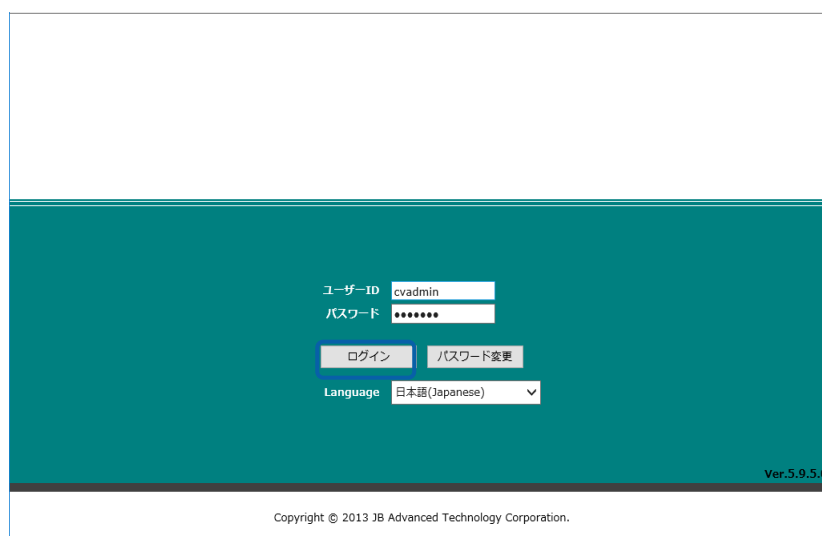 ユーザーID cvadmin
パスワード •••••••
ログイン パスワード変更
Language 日本語(Japanese)
Ver.5.9.5.
Copyright © 2013 JB Advanced Technology Corporation.